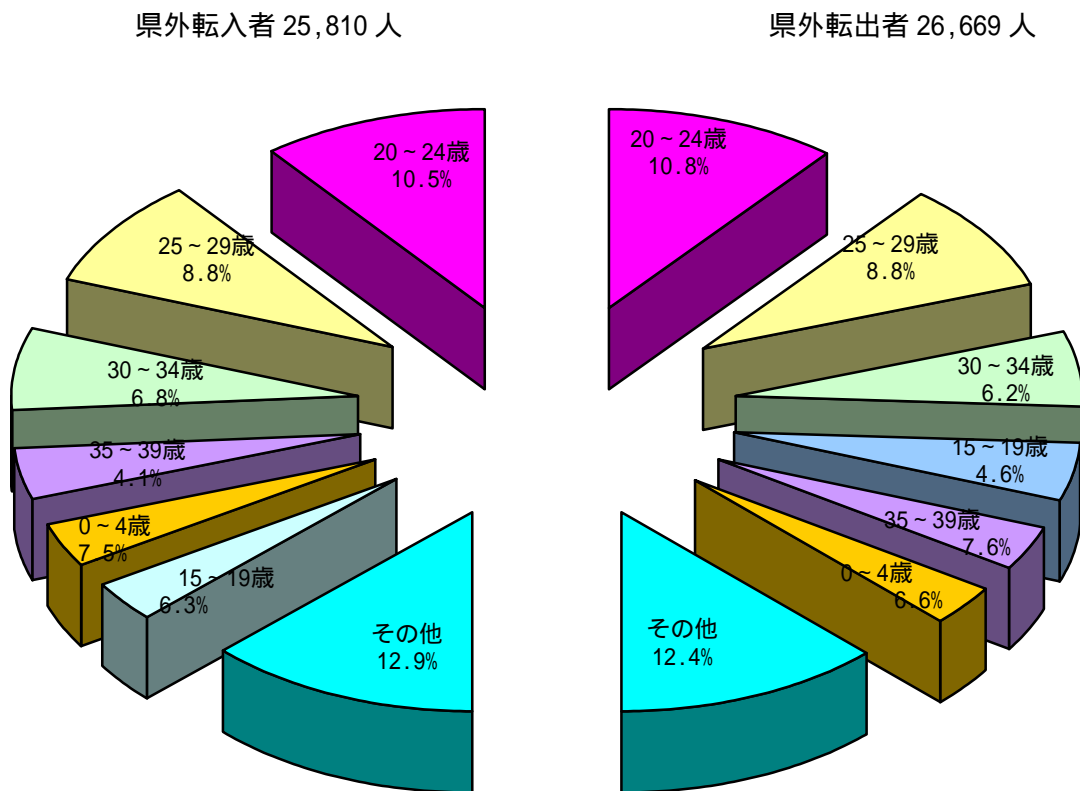 県外転入者 25,810 人
県外転出者 26,669 人
20~24歳
10.5%
25~29歳
8.8%
30~34歳
6.8%
35~39歳
4.1%
0~4歳
7.5%
15~19歳
6.3%
その他
12.9%
20~24歳
10.8%
25~29歳
8.8%
30~34歳
6.2%
15~19歳
4.6%
35~39歳
7.6%
0~4歳
6.6%
その他
12.4%